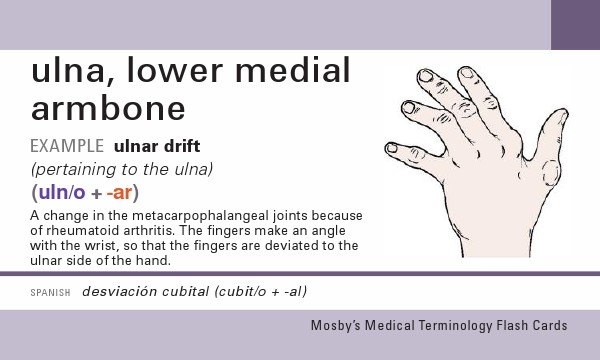 ulna, lower medial
armbone
EXAMPLE ulnar drift
(pertaining to the ulna)
(uln/o + -ar)
A change in the metacarpophalangeal joints because
of rheumatoid arthritis. The fingers make an angle
with the wrist, so that the fingers are deviated to the
ulnar side of the hand.
SPANISH desviación cubital (cubit/o + -al)
Mosby's Medical Terminology Flash Cards